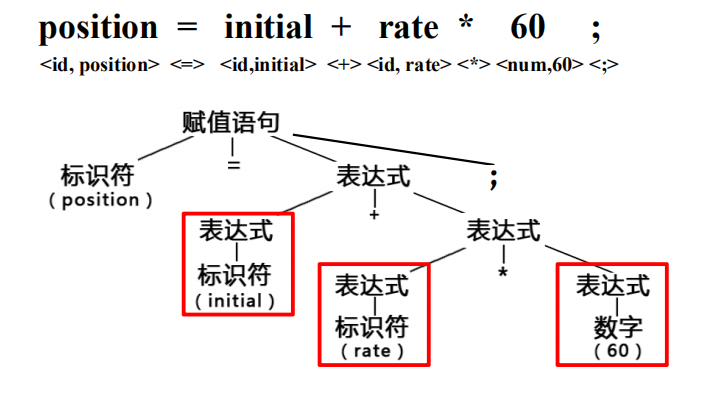 position = initial + rate * 60 ;
<id, position> <=> <id,initial> <+> <id, rate> <*> <num,60> <;>
赋值语句
标识符 = 表达式 ;
(position)
+
表达式 表达式
标识符 *
(initial)
表达式 表达式
标识符 数字
(rate) (60)